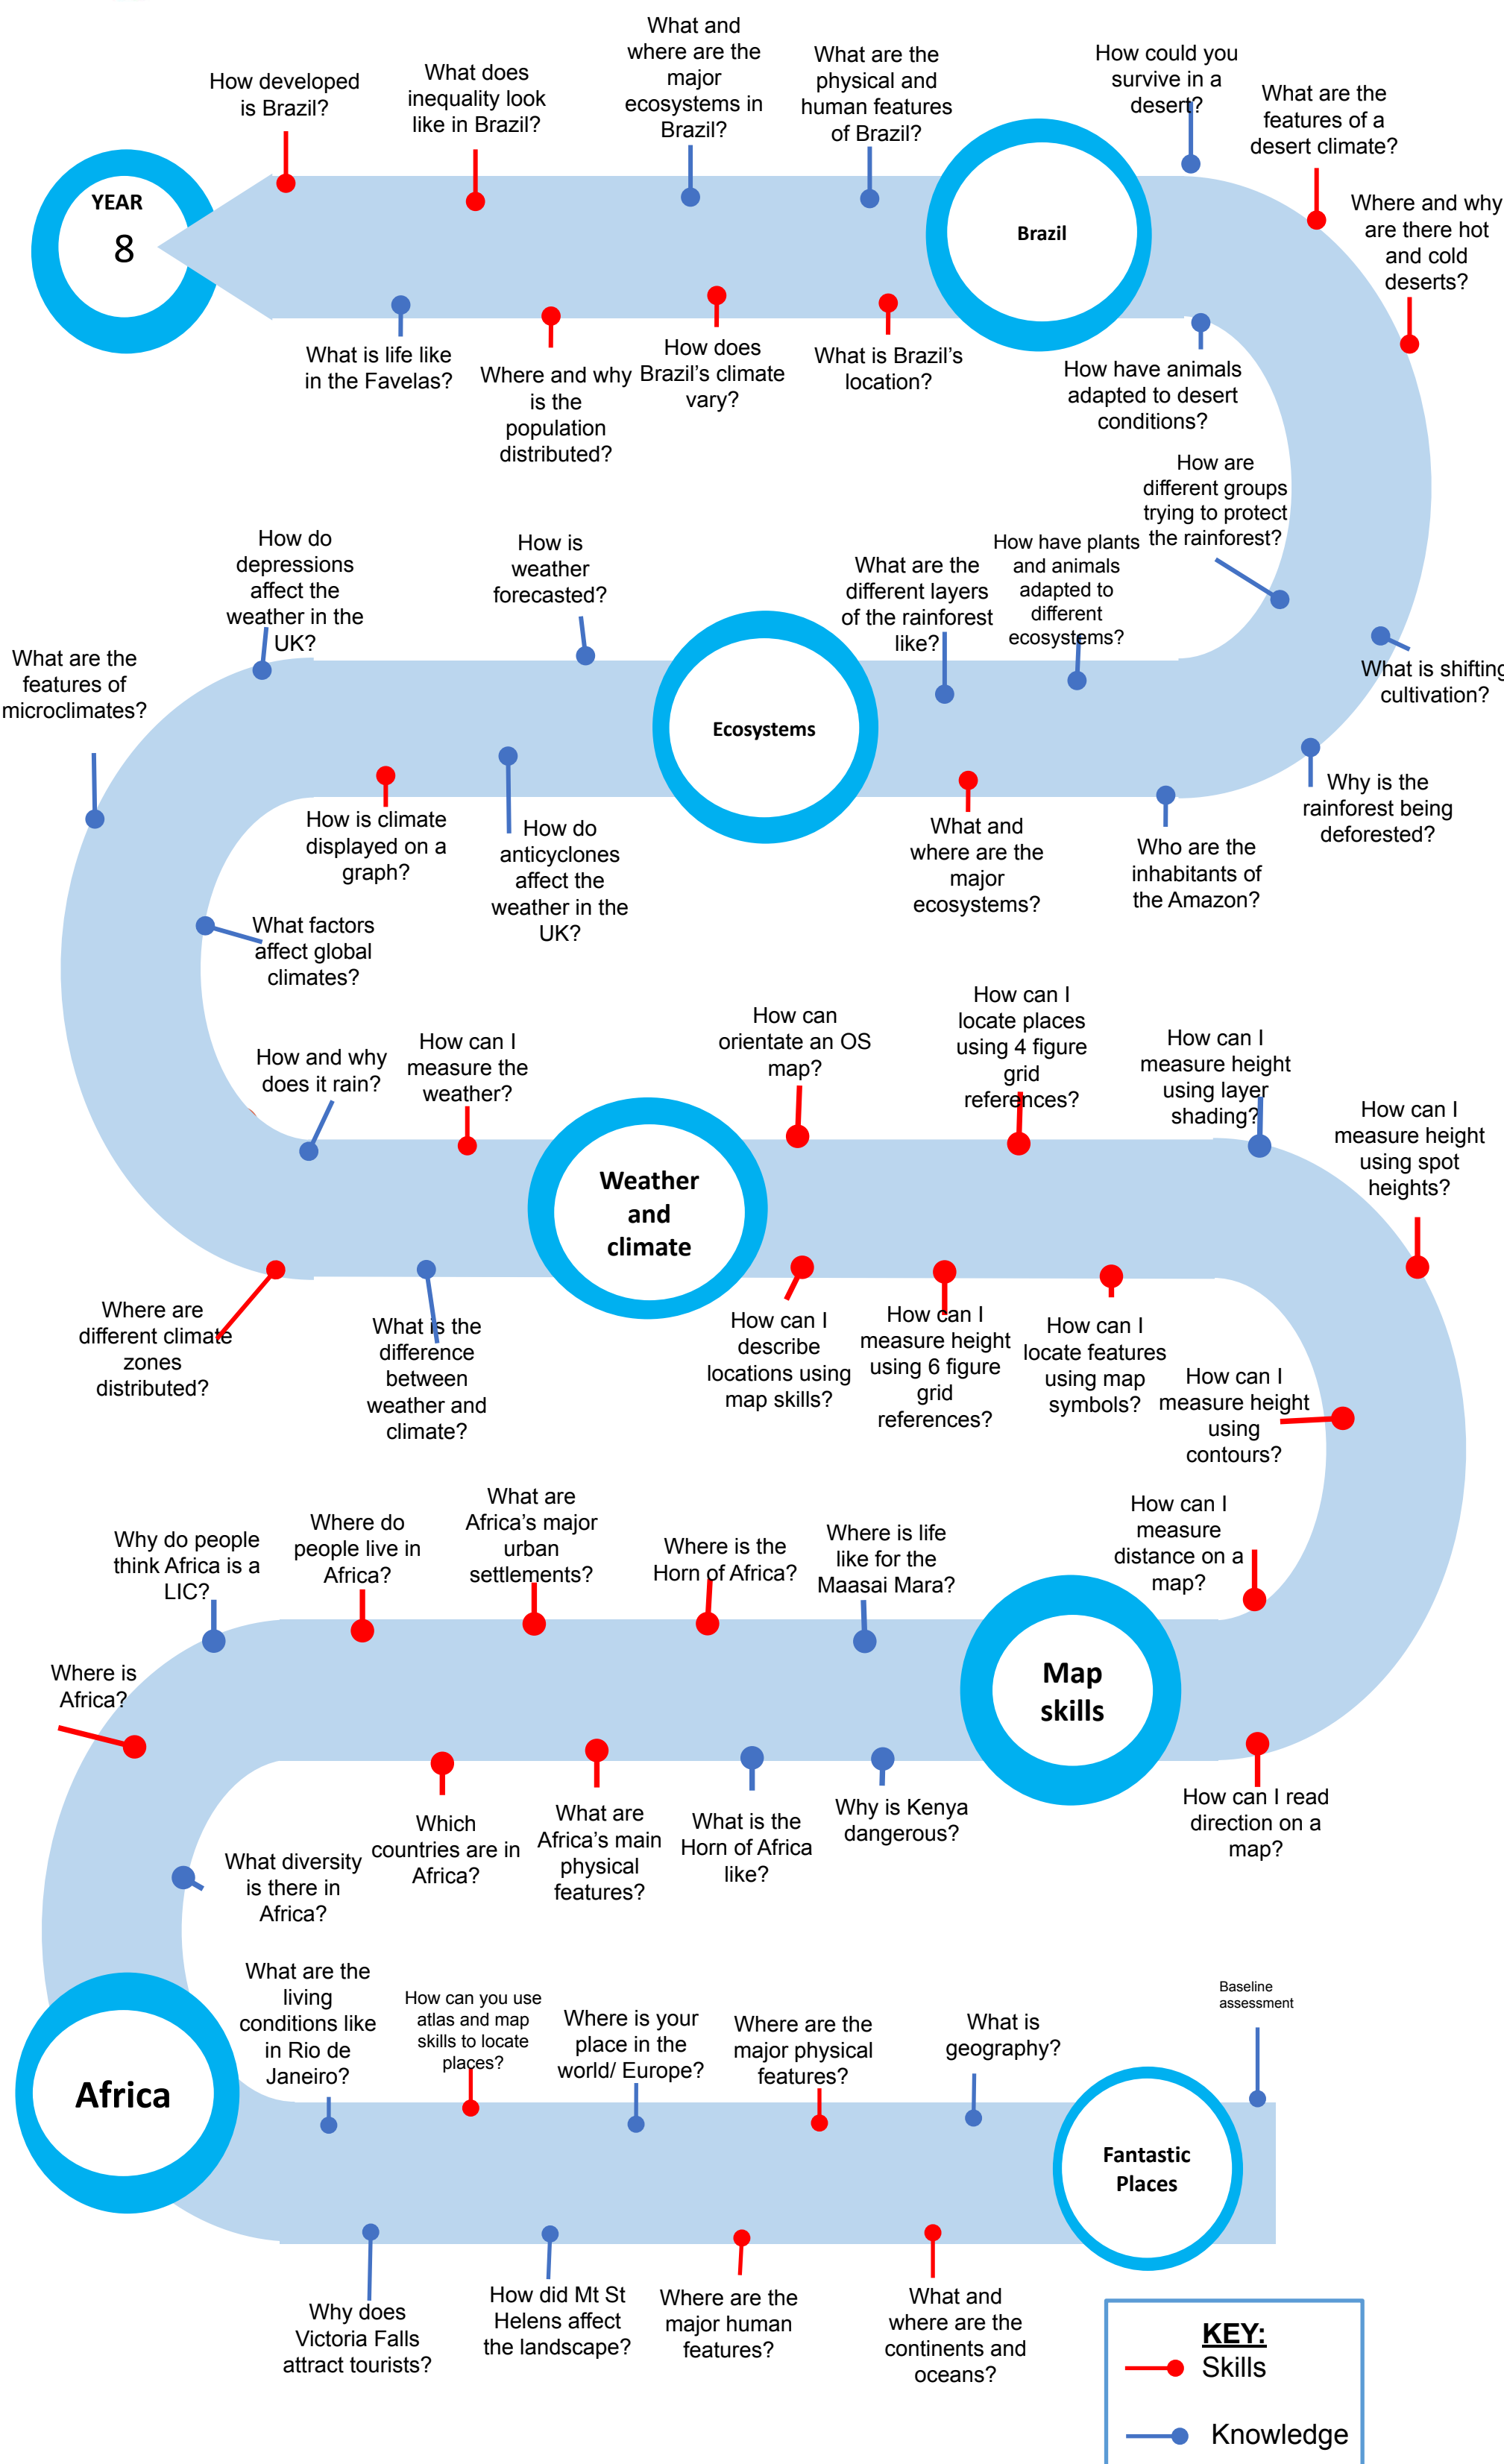 How developed
is Brazil?
What does
inequality look
like in Brazil?
What and
where are the
major
ecosystems in
Brazil?
What are the
physical and
human features
of Brazil?
How could you
survive in a
desert?
What are the
features of a
desert climate?
Where and why
are there hot
and cold
deserts?
YEAR
8
Brazil
What is life like
in the Favelas?
Where and why
is the
population
distributed?
How does
Brazil's climate
vary?
What is Brazil's
location?
How have animals
adapted to desert
conditions?
How are
different groups
trying to protect
the rainforest?
How do
depressions
affect the
weather in the
UK?
How is
weather
forecasted?
What are the
different layers
of the rainforest
like?
How have plants
and animals
adapted to
different
ecosystems?
What are the
features of
microclimates?
Ecosystems
What is shifting
cultivation?
How is climate
displayed on a
graph?
How do
anticyclones
affect the
weather in the
UK?
What and
where are the
major
ecosystems?
Who are the
inhabitants of
the Amazon?
Why is the
rainforest being
deforested?
What factors
affect global
climates?
How and why
does it rain?
How can I
measure the
weather?
How can
orientate an OS
map?
How can I
locate places
using 4 figure
grid
references?
How can I
measure height
using layer
shading?
How can I
measure height
using spot
heights?
Weather
and
climate
Where are
different climate
zones
distributed?
What is the
difference
between
weather and
climate?
How can I
describe
locations using
map skills?
How can I
measure height
using 6 figure
grid
references?
How can I
locate features
using map
symbols?
How can I
measure height
using
contours?
Why do people
think Africa is a
LIC?
Where do
people live in
Africa?
What are
Africa's major
urban
settlements?
Where is the
Horn of Africa?
Where is life
like for the
Maasai Mara?
How can I
measure
distance on a
map?
Where is
Africa?
Map
skills
What diversity
is there in
Africa?
Which
countries are in
Africa?
What are
Africa's main
physical
features?
What is the
Horn of Africa
like?
Why is Kenya
dangerous?
How can I read
direction on a
map?
Africa
What are the
living
conditions like
in Rio de
Janeiro?
How can you use
atlas and map
skills to locate
places?
Where is your
place in the
world/ Europe?
Where are the
major physical
features?
What is
geography?
Baseline
assessment
Fantastic
Places
Why does
Victoria Falls
attract tourists?
How did Mt St
Helens affect
the landscape?
Where are the
major human
features?
What and
where are the
continents and
oceans?
KEY:
Skills
Knowledge